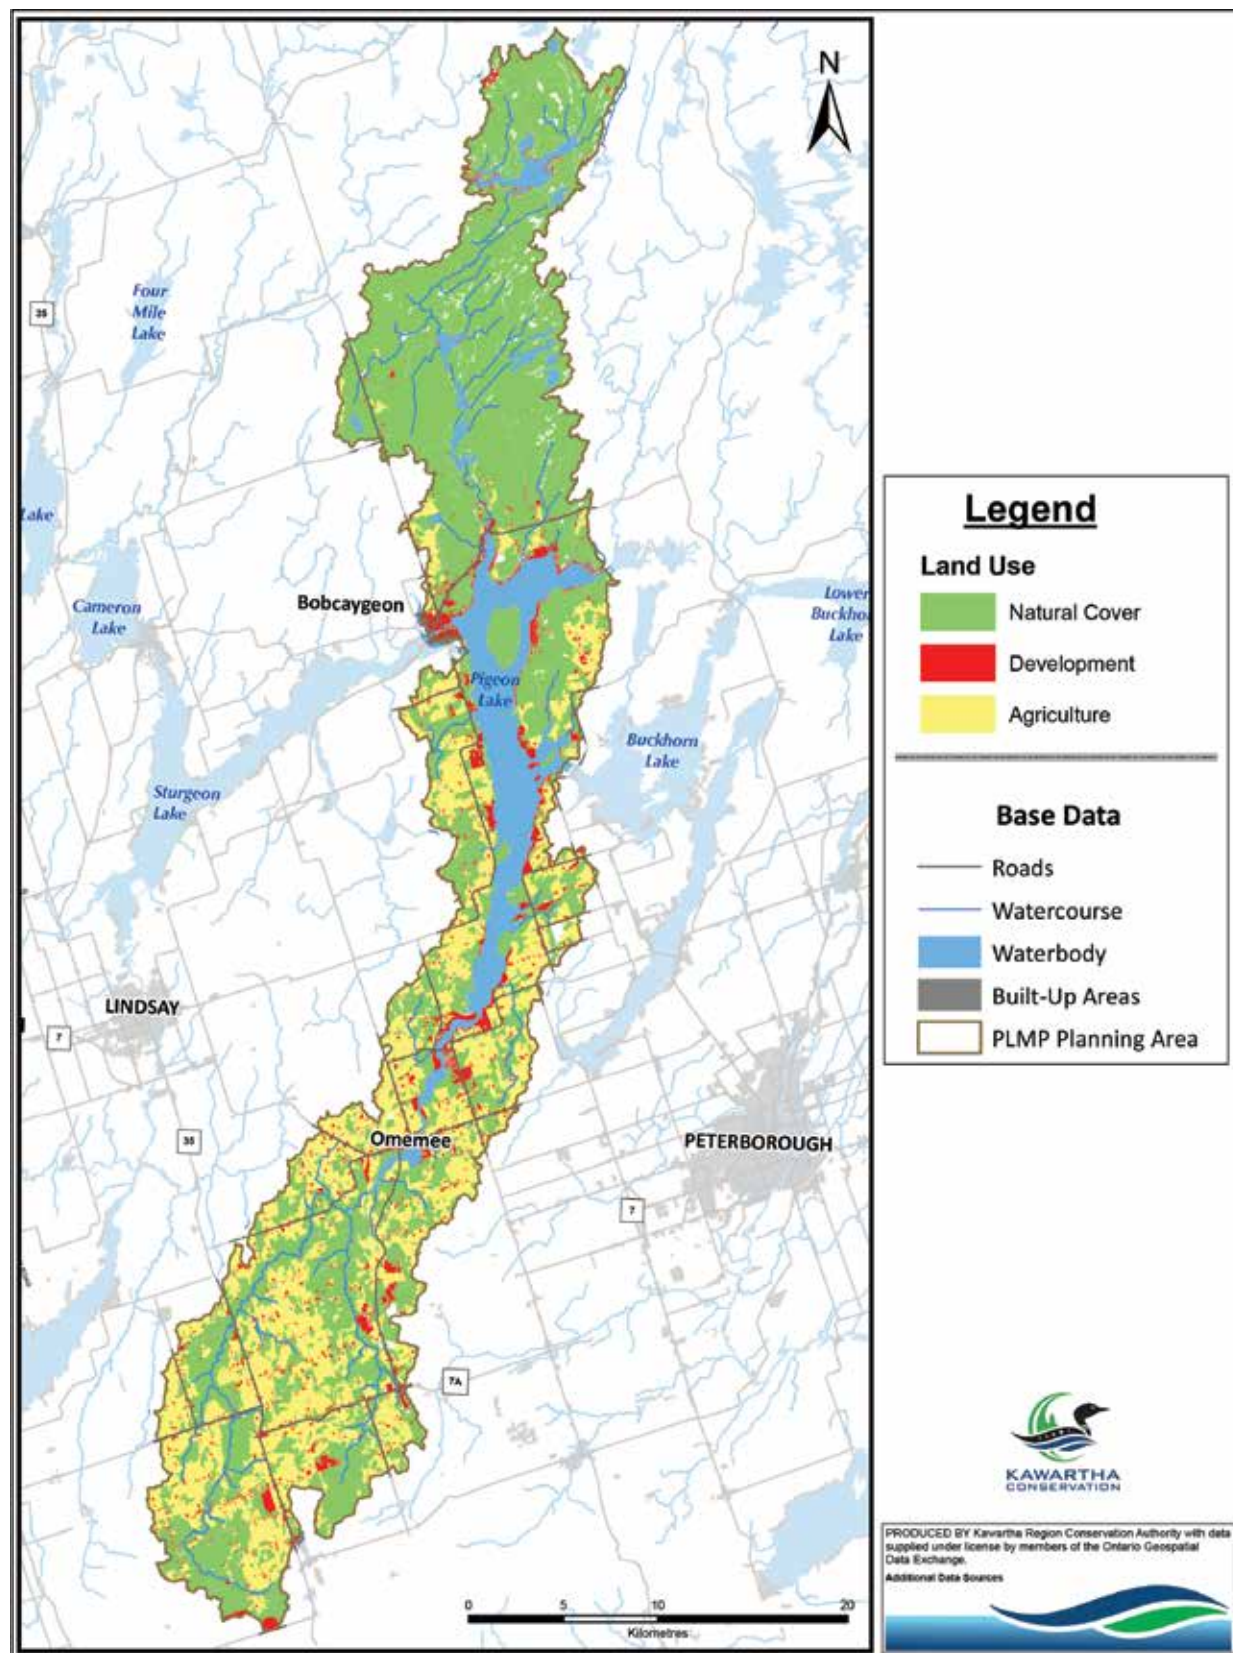 N
Four
Mile
Lake
35
Lake
Cameron
Lake
Bobcaygeon
Lower
Buckho
Lake
Pigeon
Lake
Buckhorn
Lake
Sturgeon
Lake
LINDSAY
7
Omemee
35
PETERBOROUGH
7
7A
0 5 10 20
Kilometres
Legend
Land Use
Natural Cover
Development
Agriculture
Base Data
Roads
Watercourse
Waterbody
Built-Up Areas
PLMP Planning Area
KAWARTHA
CONSERVATION
PRODUCED BY Kawartha Region Conservation Authority with data
supplied under license by members of the Ontario Geospatial
Data Exchange.
Additional Data Sources